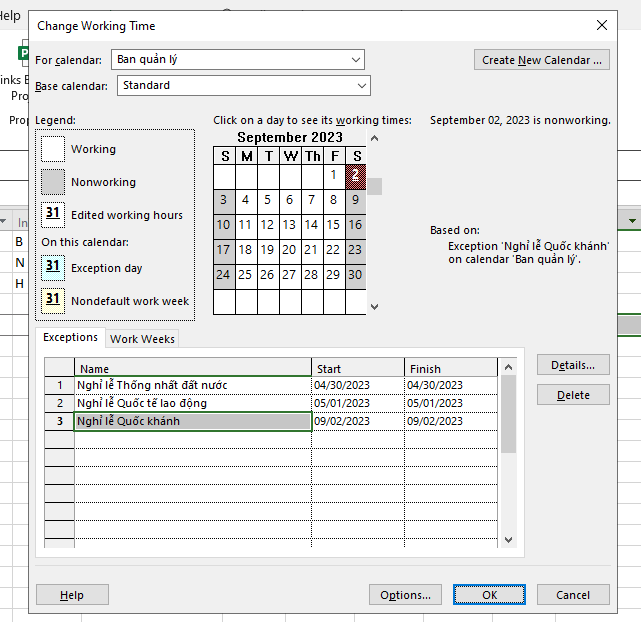 Help
inks B
Pro
Prop
In
B
N
H
Change Working Time
For calendar: Ban quản lý Create New Calendar ...
Base calendar: Standard
Legend:
Working
Nonworking
31 Edited working hours
On this calendar:
31 Exception day
31 Nondefault work week
Click on a day to see its working times:
September 2023
S M T W Th F S
1 2
3 4 5 6 7 8 9
10 11 12 13 14 15 16
17 18 19 20 21 22 23
24 25 26 27 28 29 30
September 02, 2023 is nonworking.
Based on:
Exception 'Nghỉ lễ Quốc khánh'
on calendar 'Ban quản lý'.
Exceptions Work Weeks
Name Start Finish
1 Nghỉ lễ Thống nhất đất nước 04/30/2023 04/30/2023
2 Nghỉ lễ Quốc tế lao động 05/01/2023 05/01/2023
3 Nghỉ lễ Quốc khánh 09/02/2023 09/02/2023
Details...
Delete
Help Options... OK Cancel